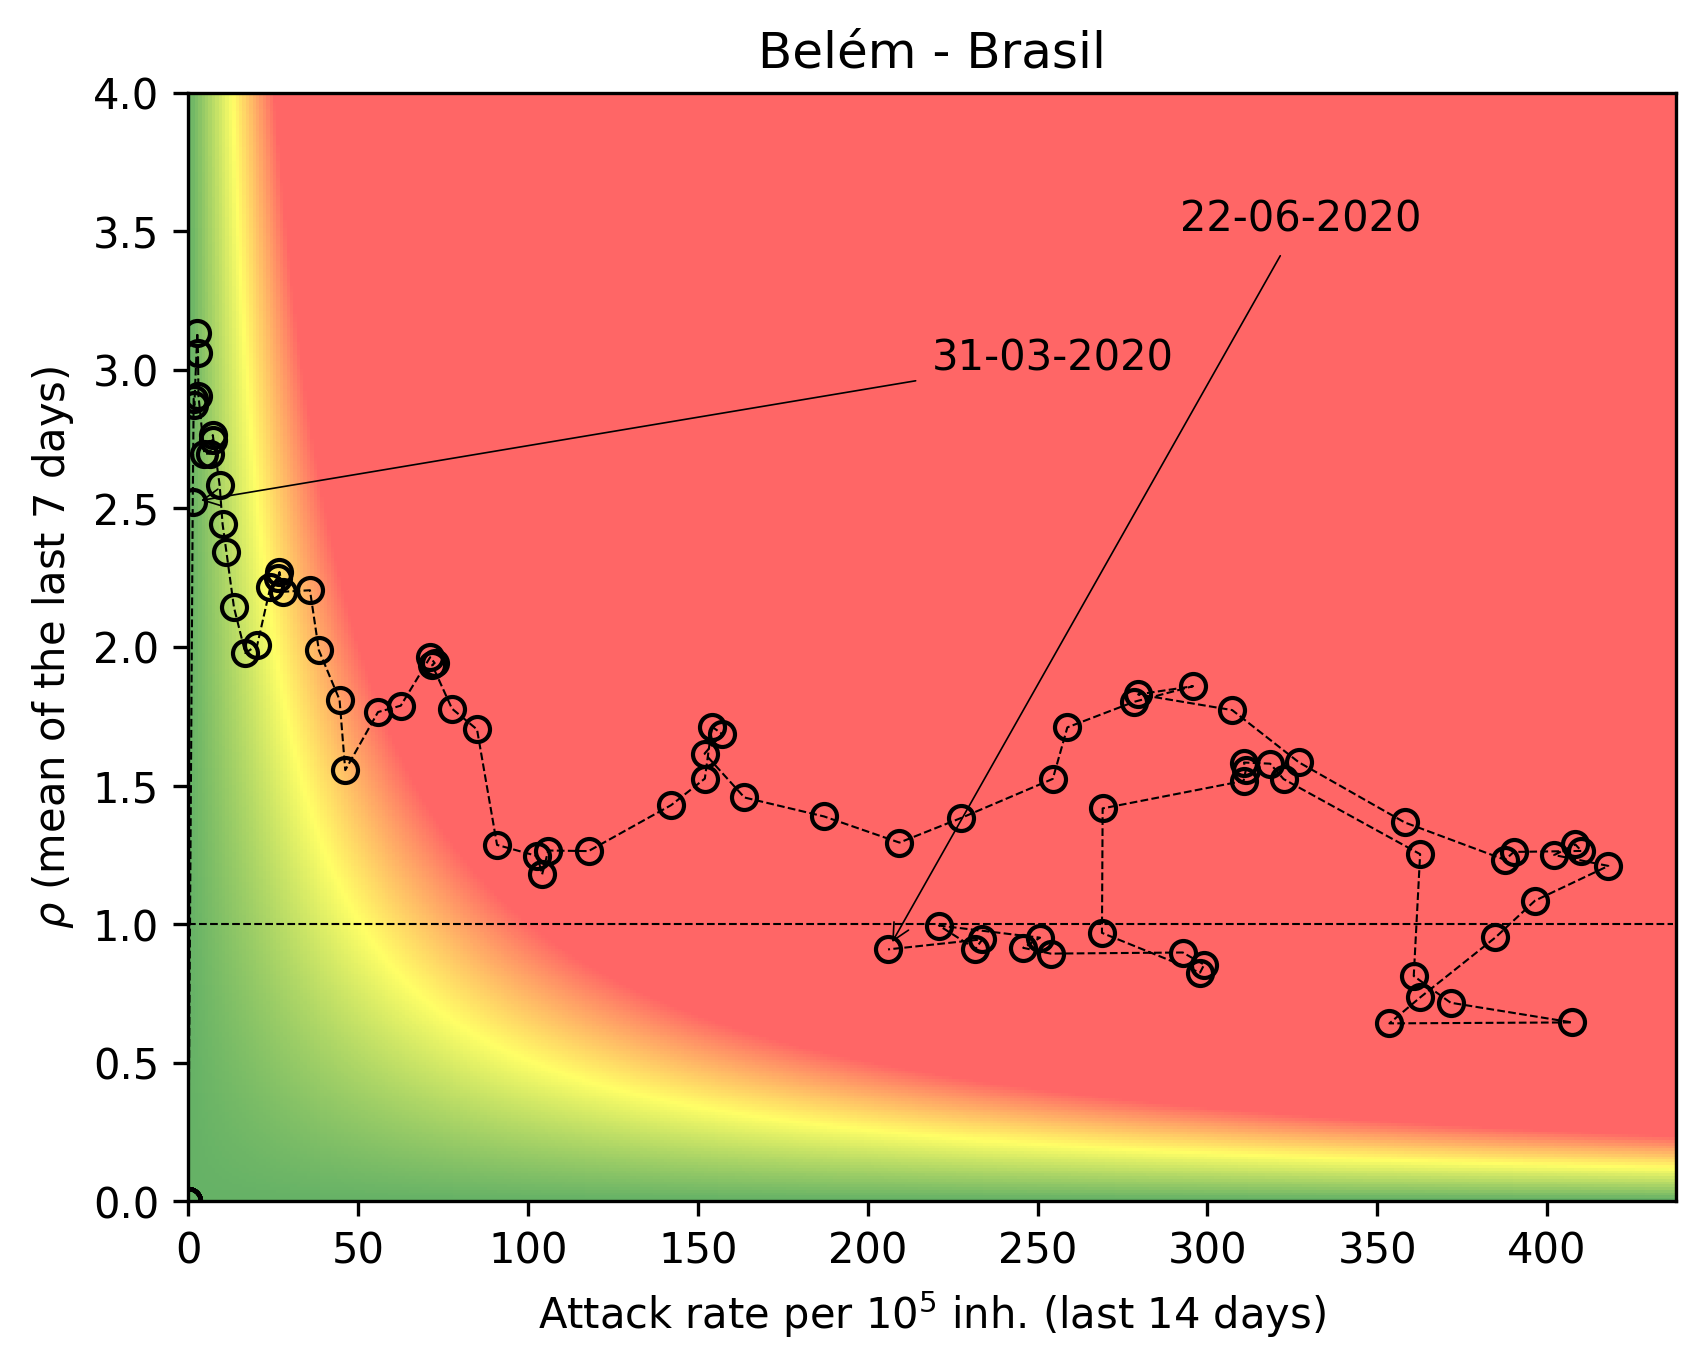 Belém - Brasil
4.0
3.5
3.0
2.5
2.0
1.5
1.0
0.5
0.0
ρ (mean of the last 7 days)
22-06-2020
31-03-2020
0 50 100 150 200 250 300 350 400
Attack rate per 10⁵ inh. (last 14 days)